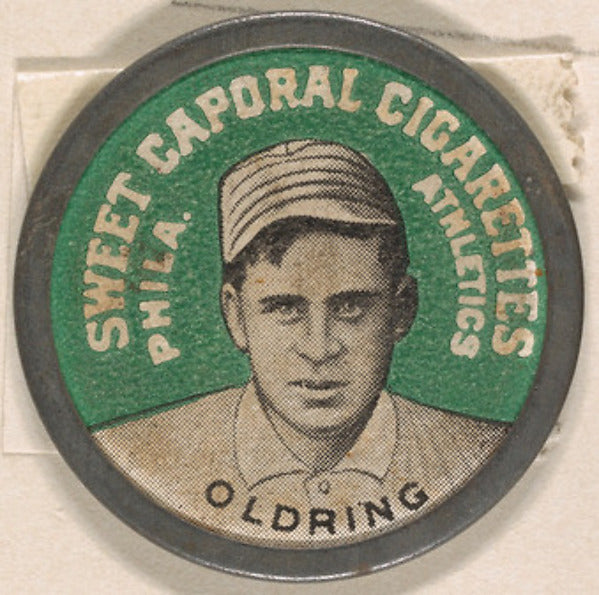 SWEET CAPORAL CIGARETTES
PHILA.
ATHLETICS
OLDRING